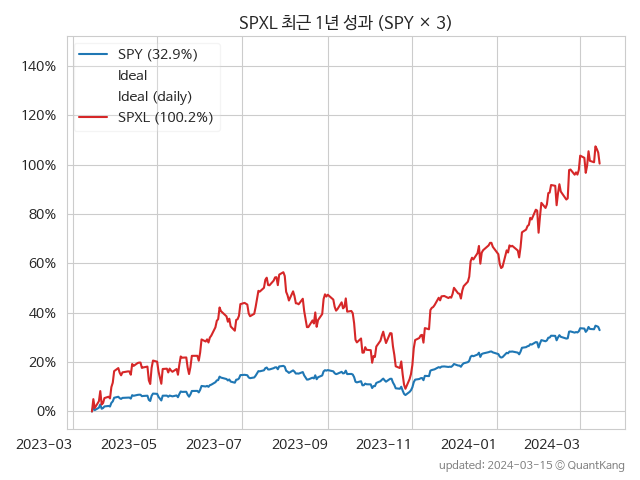 SPXL 최근 1년 성과 (SPY × 3)
SPY (32.9%)
Ideal
Ideal (daily)
SPXL (100.2%)
140%
120%
100%
80%
60%
40%
20%
0%
2023-03 2023-05 2023-07 2023-09 2023-11 2024-01 2024-03
updated: 2024-03-15 © QuantKang